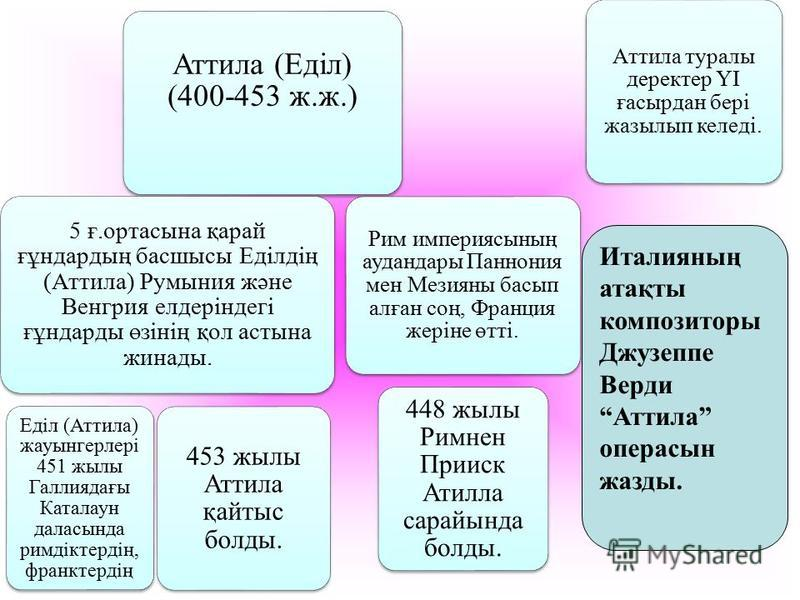 Аттила (Еділ)
(400-453 ж.ж.)
Аттила туралы
деректер ҮІ
ғасырдан бері
жазылып келеді.
5 ғ.ортасына қарай
ғұндардың басшысы Еділдің
(Аттила) Румыния және
Венгрия елдеріндегі
ғұндарды өзінің қол астына
жинады.
Рим империясының
аудандары Паннония
мен Мезияны басып
алған соң, Франция
жеріне өтті.
Италияның
атақты
композиторы
Джузеппе
Верди
“Аттила”
операсын
жазды.
Еділ (Аттила)
жауынгерлері
451 жылы
Галлиядағы
Каталаун
даласында
римдіктердің,
франктердің
453 жылы
Аттила
қайтыс
болды.
448 жылы
Римнен
Прииск
Атилла
сарайында
болды.
MyShared